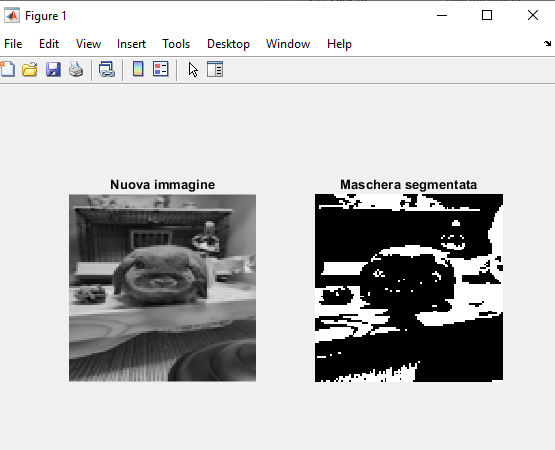 Figure 1
File Edit View Insert Tools Desktop Window Help
Nuova immagine
Maschera segmentata